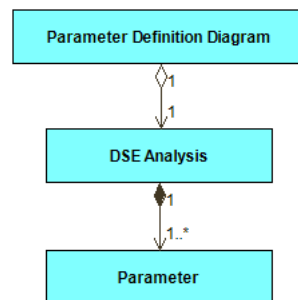 Parameter Definition Diagram
1
1
DSE Analysis
1
1..*
Parameter